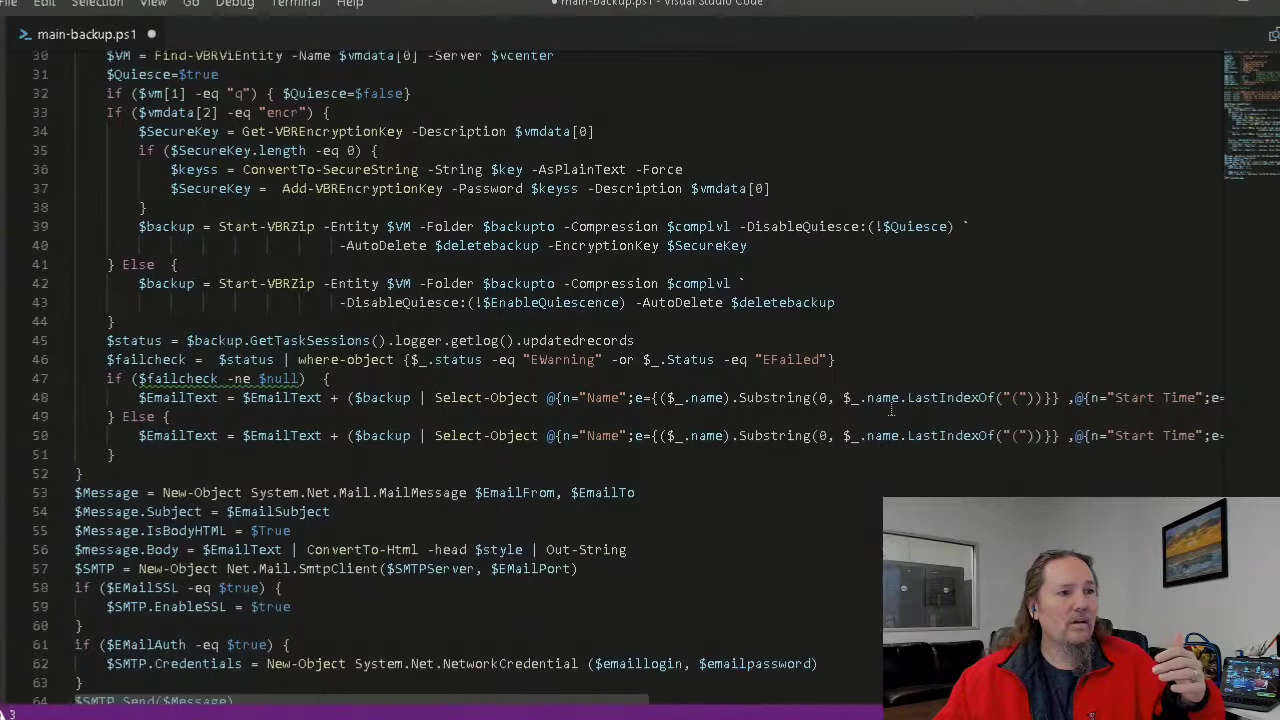 File Edit Selection View Go Debug Terminal Help
main-backup.ps1 - Visual Studio Code
main-backup.ps1
30 $VM = Find-VBRViEntity -Name $vmdata[0] -Server $vcenter
31 $Quiesce=$true
32 if ($vm[1] -eq "q") { $Quiesce=$false}
33 If ($vmdata[2] -eq "encr") {
34 $SecureKey = Get-VBREncryptionKey -Description $vmdata[0]
35 if ($SecureKey.length -eq 0)
36 $keyss = ConvertTo-SecureString -String $key -AsPlainText -Force
37 $SecureKey = Add-VBREncryptionKey -Password $keyss -Description $vmdata[0]
38 }
39 $backup = Start-VBRZip -Entity $VM -Folder $backupto -Compression $complvl -DisableQuiesce:(!$Quiesce) `
40 -AutoDelete $deletebackup -EncryptionKey $SecureKey
41 } Else {
42 $backup = Start-VBRZip -Entity $VM -Folder $backupto -Compression $complvl `
43 -DisableQuiesce:(!$EnableQuiescence) -AutoDelete $deletebackup
44 }
45 $status = $backup.GetTaskSessions().logger.getlog().updatedrecords
46 $failcheck = $status | where-object {$_.status -eq "EWarning" -or $_.Status -eq "EFailed"}
47 if ($failcheck -ne $null) {
48 $EmailText = $EmailText + ($backup | Select-Object @{n="Name";e={($_.name).Substring(0, $_.name.LastIndexOf("("))}} ,@{n="Start Time";e=
49 } Else {
50 $EmailText = $EmailText + ($backup | Select-Object @{n="Name";e={($_.name).Substring(0, $_.name.LastIndexOf("("))}} ,@{n="Start Time";e=
51 }
52 }
53 $Message = New-Object System.Net.Mail.MailMessage $EmailFrom, $EmailTo
54 $Message.Subject = $EmailSubject
55 $Message.IsBodyHTML = $True
56 $message.Body = $EmailText | ConvertTo-Html -head $style | Out-String
57 $SMTP = New-Object Net.Mail.SmtpClient($SMTPServer, $EMailPort)
58 if ($EMailSSL -eq $true) {
59 $SMTP.EnableSSL = $true
60 }
61 if ($EMailAuth -eq $true) {
62 $SMTP.Credentials = New-Object System.Net.NetworkCredential ($emaillogin, $emailpassword)
63 }
64 $SMTP.Send($Message)
3